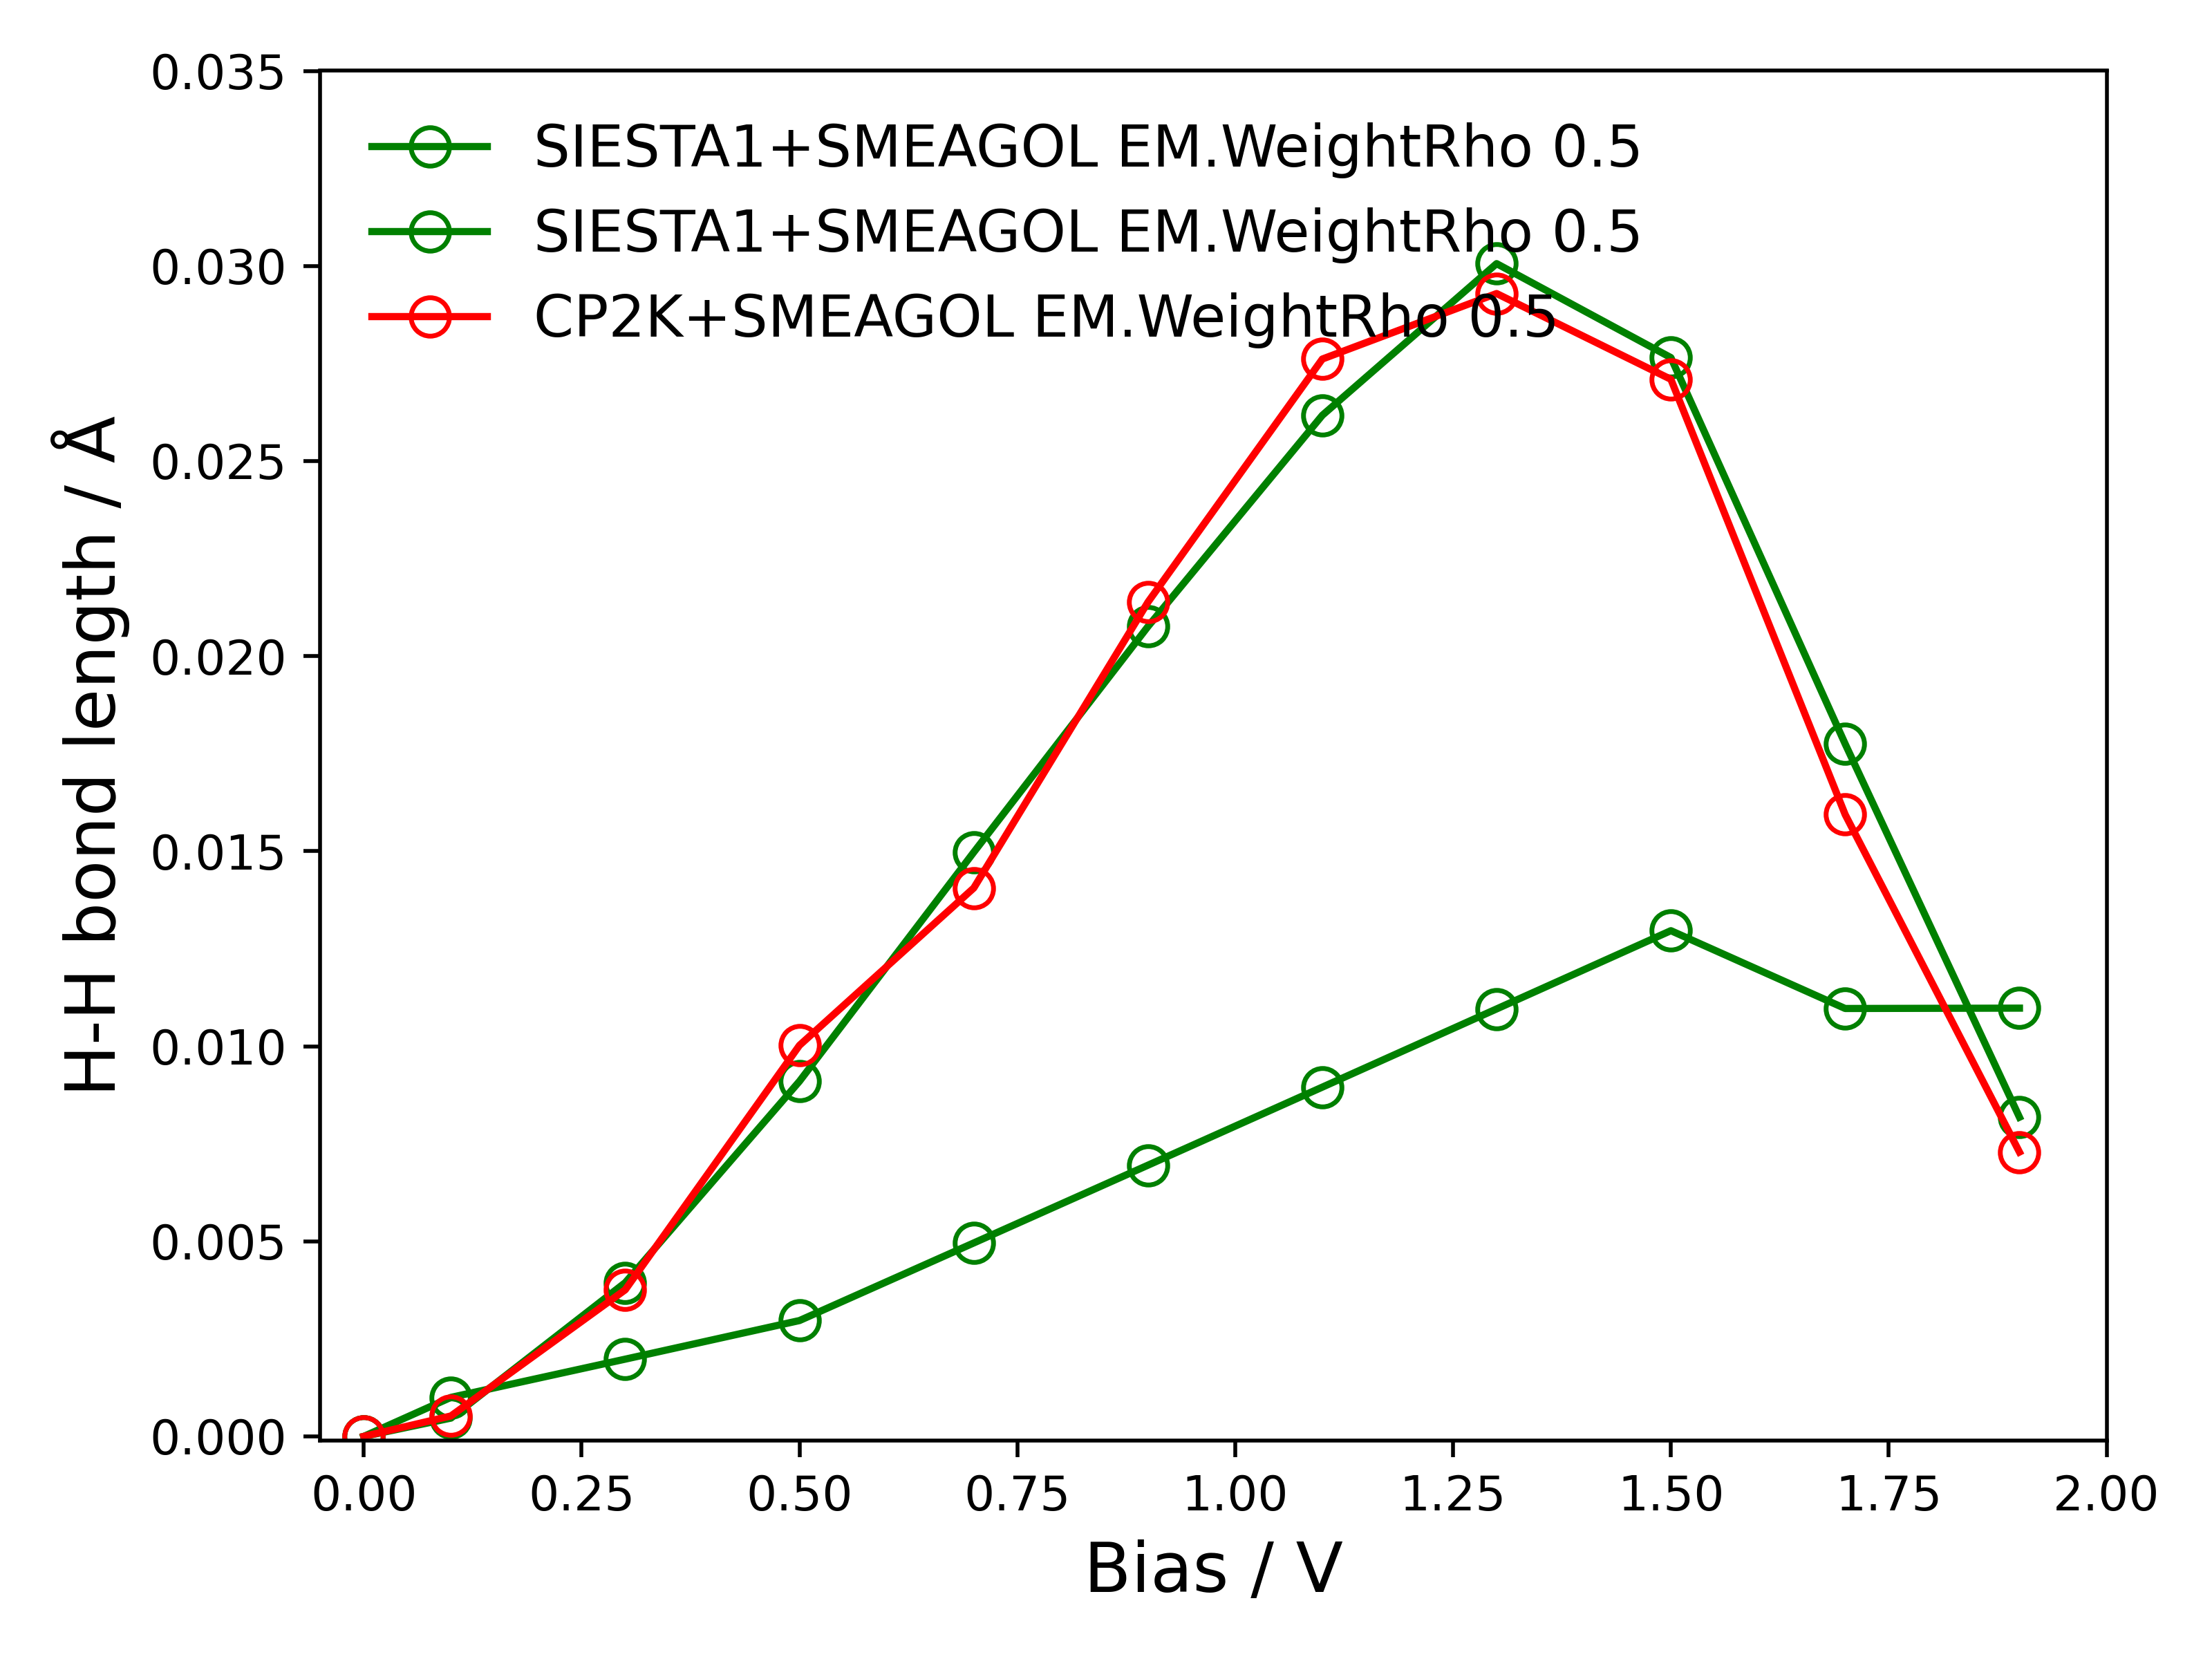 0.035
0.030
0.025
0.020
0.015
0.010
0.005
0.000
H-H bond length / Å
SIESTA1+SMEAGOL EM.WeightRho 0.5
SIESTA1+SMEAGOL EM.WeightRho 0.5
CP2K+SMEAGOL EM.WeightRho 0.5
0.00 0.25 0.50 0.75 1.00 1.25 1.50 1.75 2.00
Bias / V